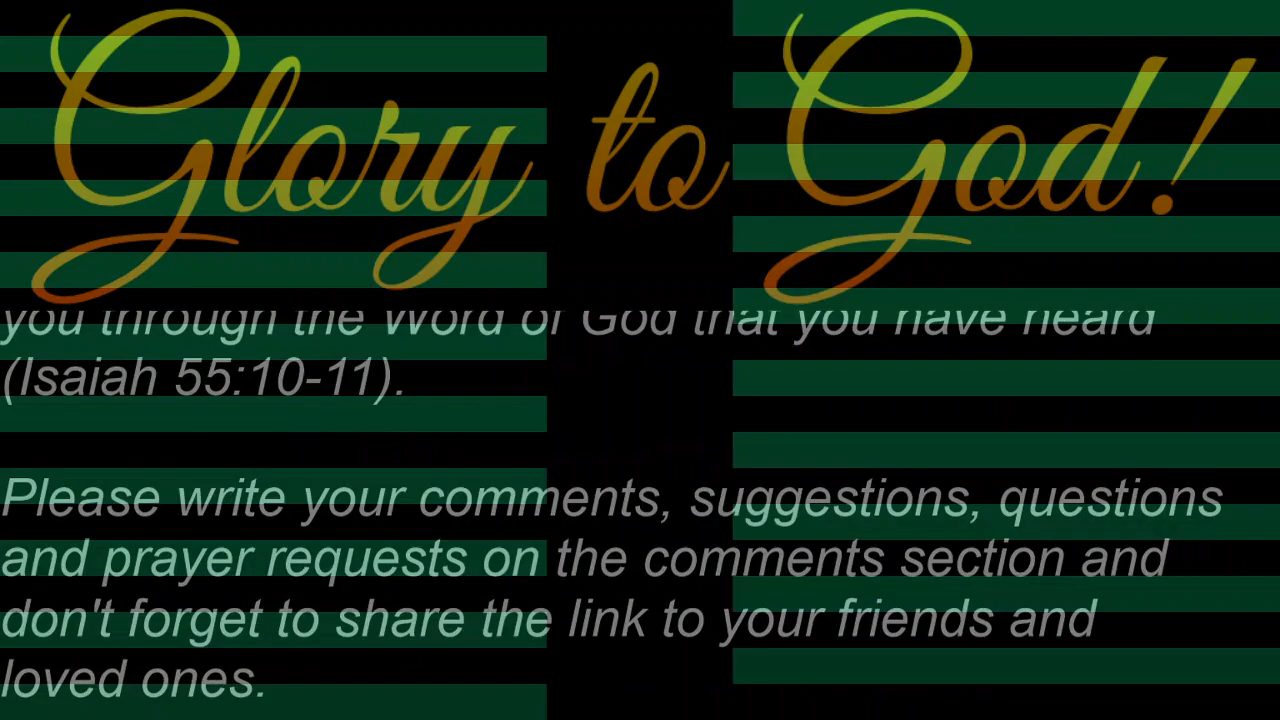 Glory to God!
you through the Word of God that you have heard
(Isaiah 55:10-11).
Please write your comments, suggestions, questions
and prayer requests on the comments section and
don't forget to share the link to your friends and
loved ones.